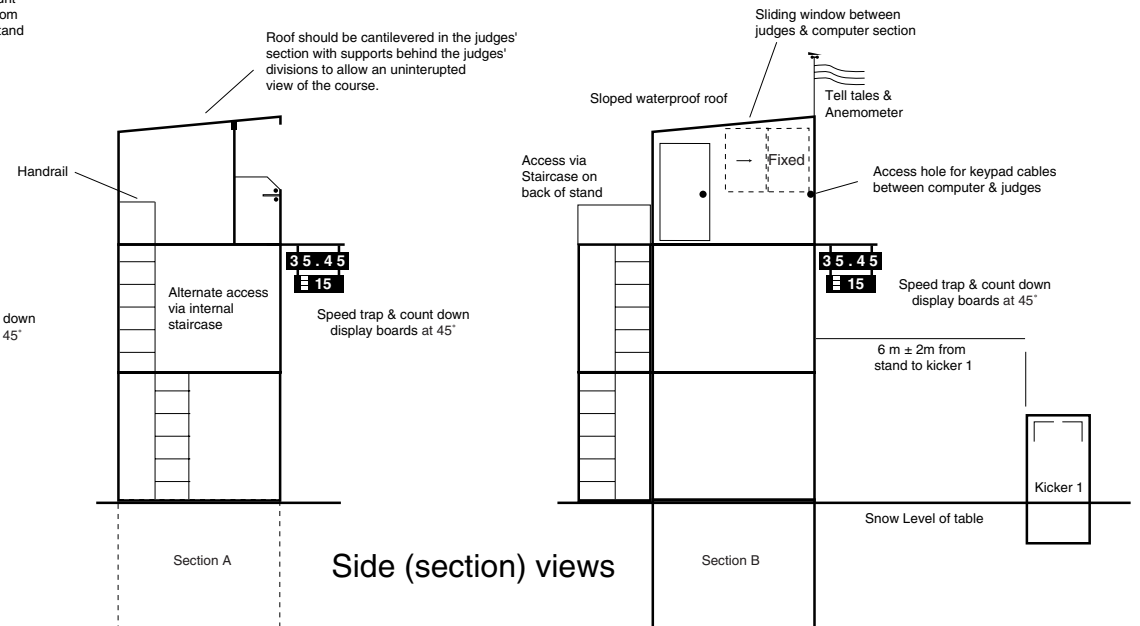 unt
om
tand
Roof should be cantilevered in the judges'
section with supports behind the judges'
divisions to allow an uninterupted
view of the course.
Sliding window between
judges & computer section
Sloped waterproof roof
Tell tales &
Anemometer
Handrail
Access via
Staircase on
back of stand
Fixed
Access hole for keypad cables
between computer & judges
35.45
15
35.45
15
Alternate access
via internal
staircase
Speed trap & count down
display boards at 45°
Speed trap & count down
display boards at 45°
down
45°
6 m ± 2m from
stand to kicker 1
Kicker 1
Snow Level of table
Section A
Side (section) views
Section B